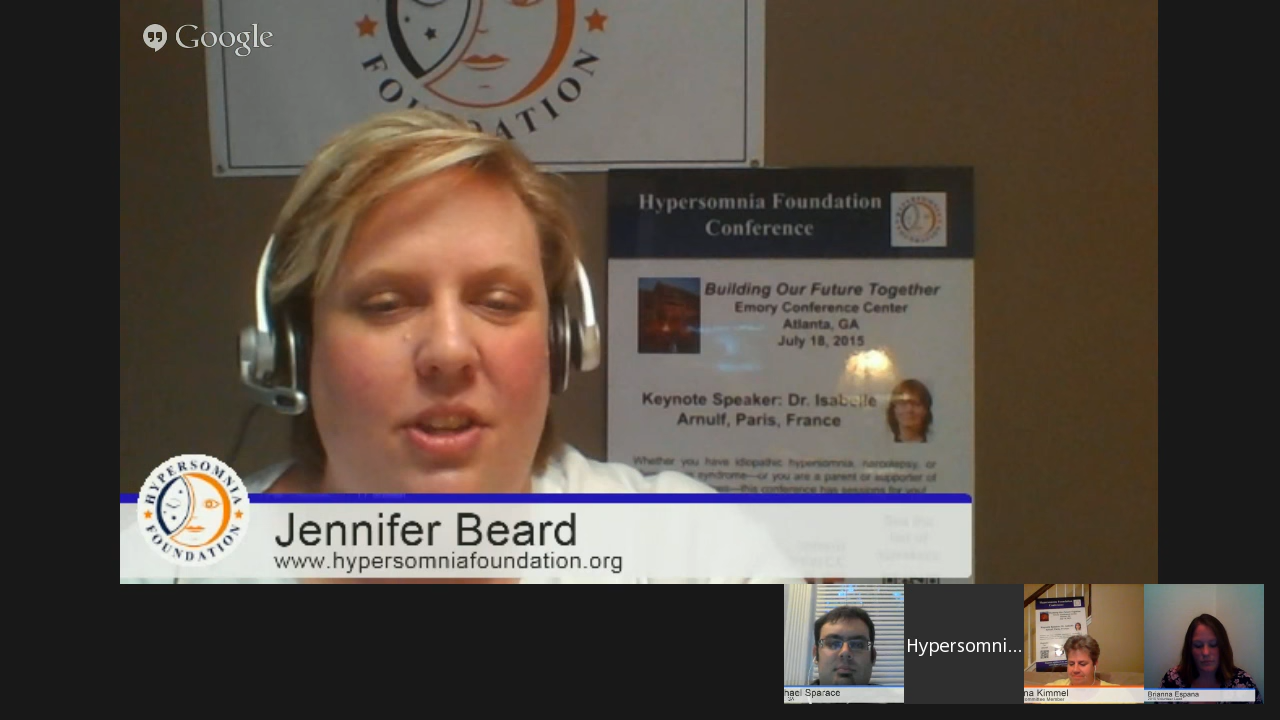 Google
FOUNDATION
Hypersomnia Foundation
Conference
Building Our Future Together
Emory Conference Center
Atlanta, GA
July 18, 2015
Keynote Speaker: Dr. Isabelle
Arnulf, Paris, France
Whether you have idiopathic hypersomnia, narcolepsy, or
syndrome—or you are a parent or supporter of
this conference has sessions for you!
HYPERSOMNIA
FOUNDATION
Jennifer Beard
www.hypersomniafoundation.org
Hypersomni...
hael Sparace
na Kimmel
Brianna Espana